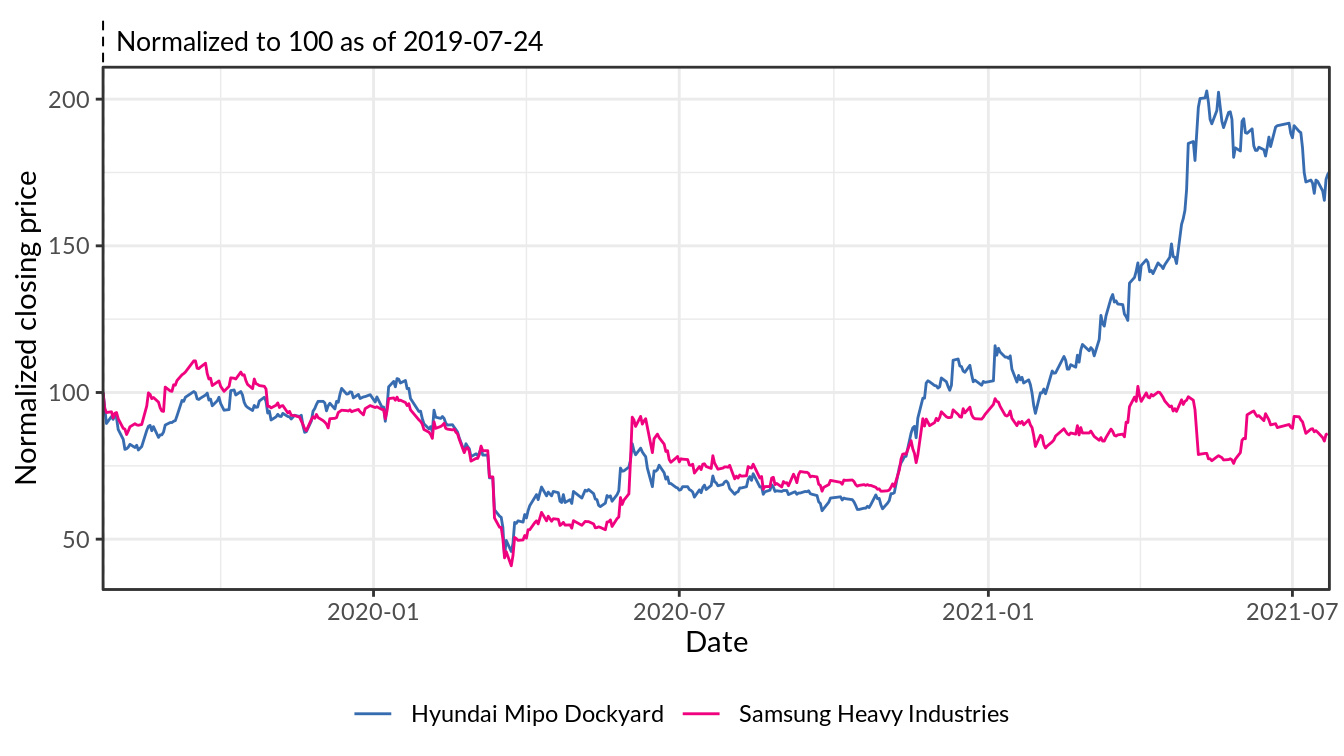 Normalized to 100 as of 2019-07-24
Normalized closing price
200
150
100
50
2020-01
2020-07
2021-01
2021-07
Date
Hyundai Mipo Dockyard
Samsung Heavy Industries